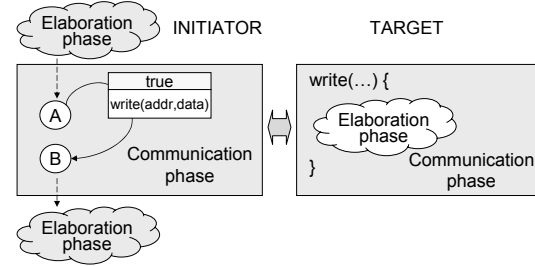 Elaboration
phase
INITIATOR
TARGET
true
write(addr,data)
A
B
Communication
phase
write(…) {
Elaboration
phase
}
Communication
phase
Elaboration
phase